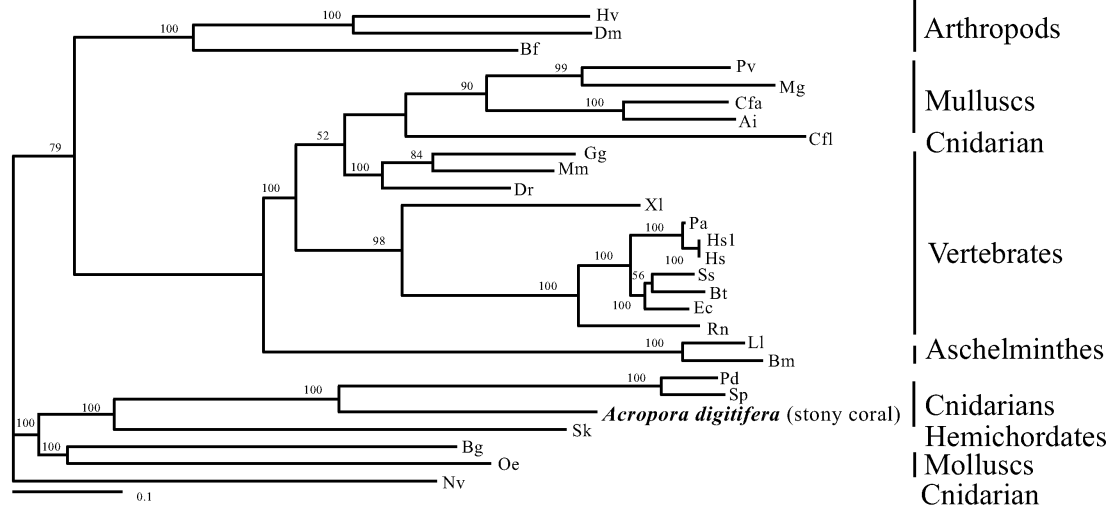 100
100
Hv
Dm
Bf
Arthropods
79
99
Pv
90
Mg
100
Cfa
Ai
Mulluscs
52
Cfl
Cnidarian
84
Gg
100
Mm
100
Dr
Xl
98
Pa
100
Hs1
Hs
100
100
56
Ss
100
Bt
100
Ec
Rn
Vertebrates
100
Ll
Bm
Aschelminthes
100
Pd
100
Sp
100
Acropora digitifera (stony coral)
Cnidarians
100
Sk
Hemichordates
100
Bg
Oe
Molluscs
Nv
Cnidarian
0.1